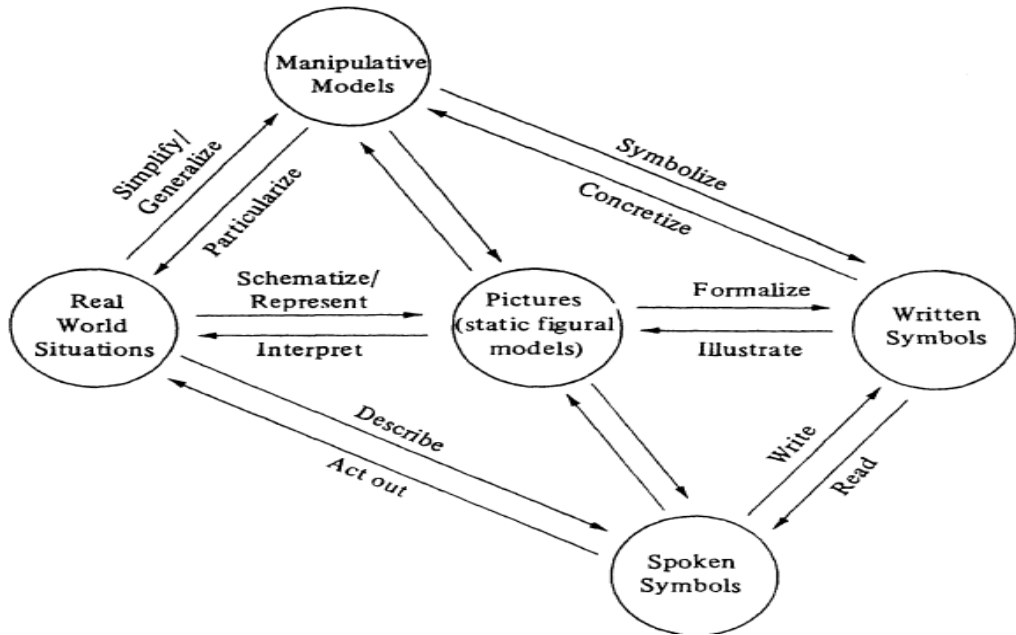 Manipulative
Models
Simplify/
Generalize
Particularize
Symbolize
Concretize
Real
World
Situations
Schematize/
Represent
Interpret
Pictures
(static figural
models)
Formalize
Illustrate
Written
Symbols
Describe
Act out
Write
Read
Spoken
Symbols